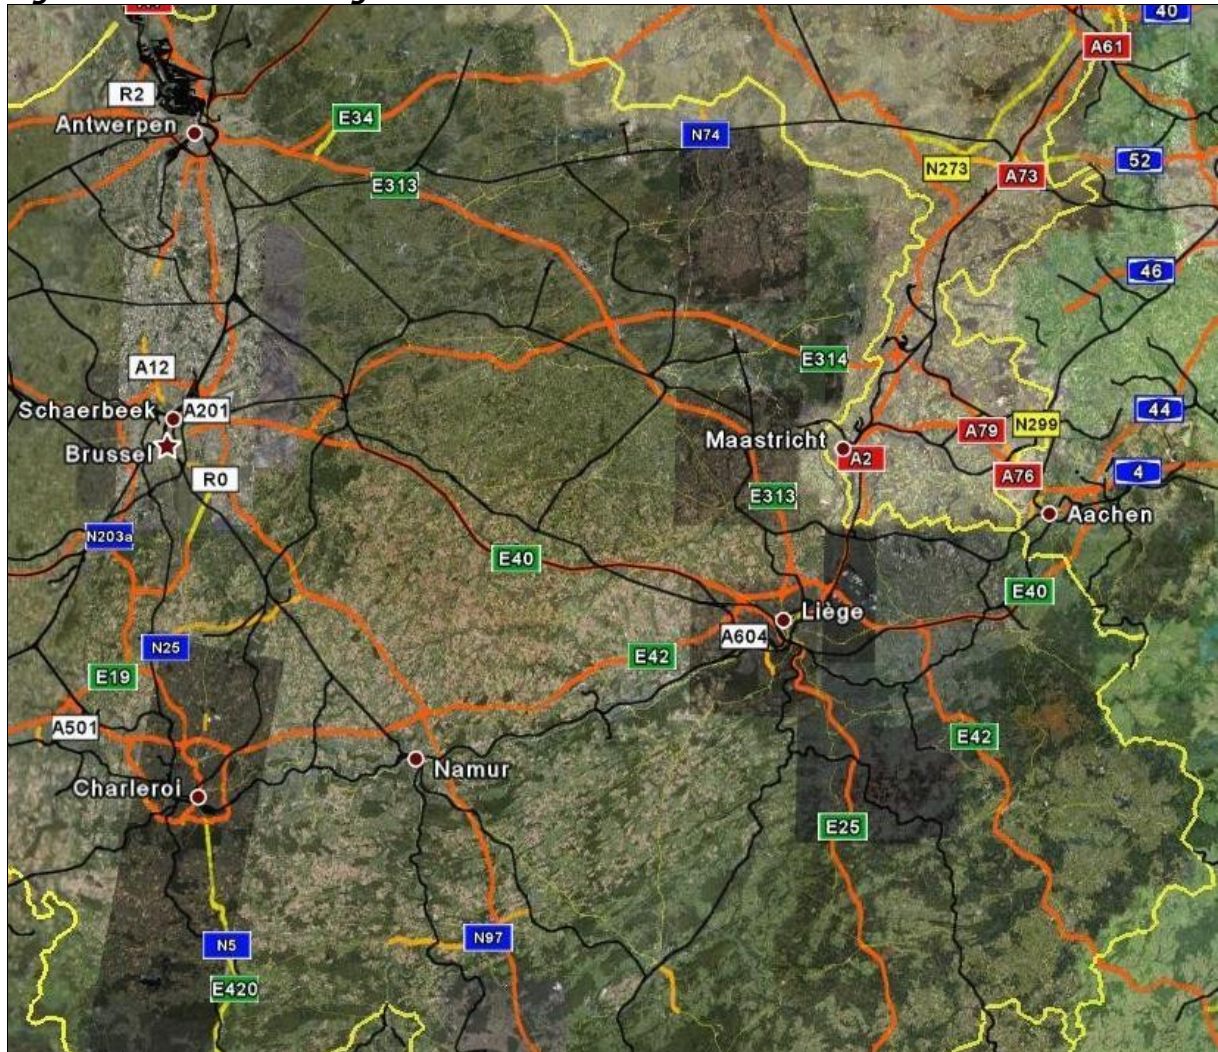 40
A61
R2
Antwerpen
E34
N74
52
N273
A73
E313
46
E314
A12
Schaerbeek
A201
44
A79
N299
Maastricht
A2
Brussel
4
A76
R0
E313
Aachen
N203a
E40
E40
Liège
A604
N25
E42
E19
A501
E42
Namur
Charleroi
E25
N97
N5
E420